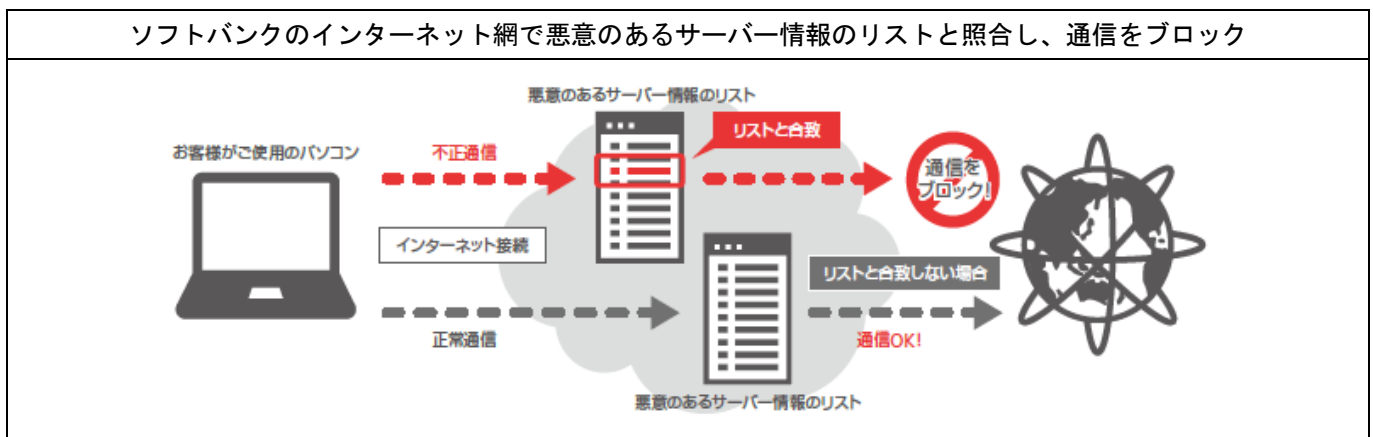 ソフトバンクのインターネット網で悪意のあるサーバー情報のリストと照合し、通信をブロック
悪意のあるサーバー情報のリスト
リストと合致
お客様がご使用のパソコン
不正通信
通信を
ブロック!
インターネット接続
リストと合致しない場合
正常通信
通信OK!
悪意のあるサーバー情報のリスト